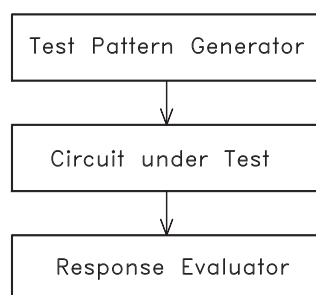 Test Pattern Generator
Circuit under Test
Response Evaluator